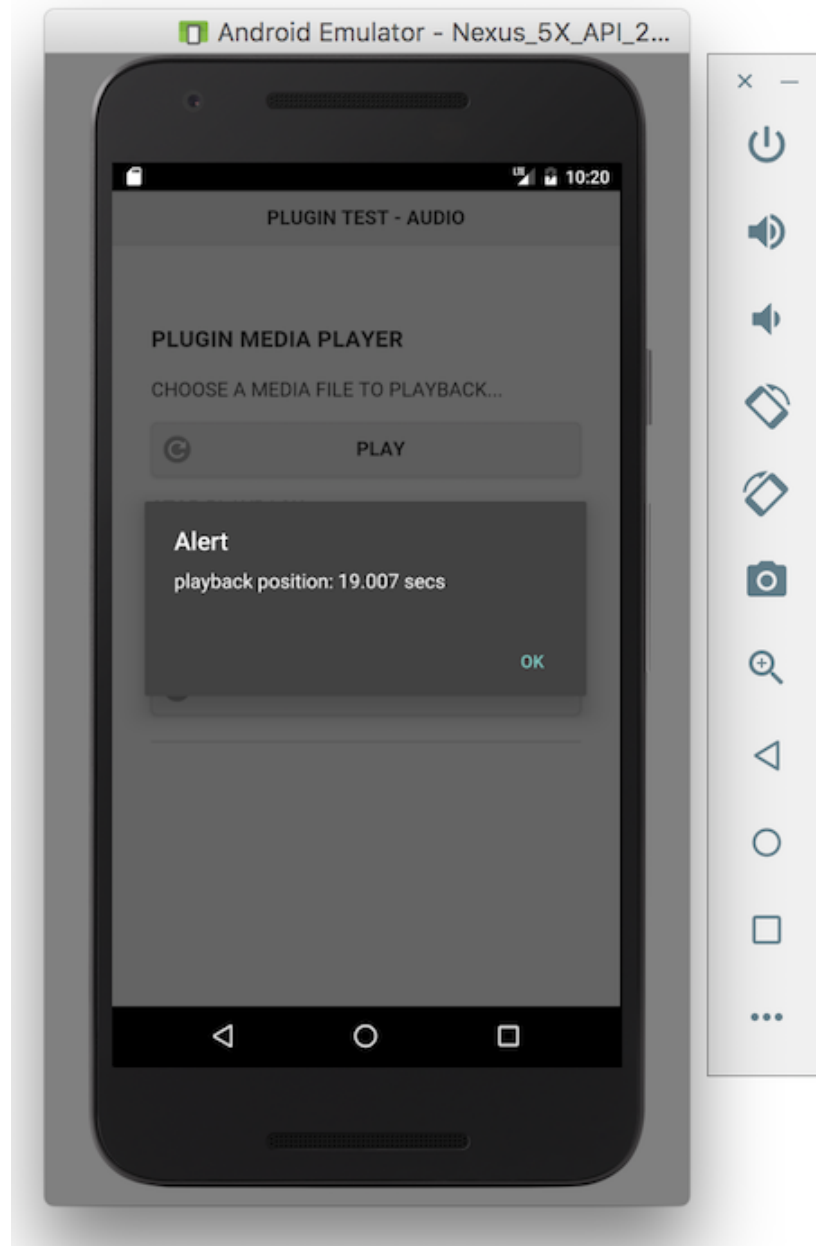 Android Emulator - Nexus_5X_API_2...
LTE 10:20
PLUGIN TEST - AUDIO
PLUGIN MEDIA PLAYER
CHOOSE A MEDIA FILE TO PLAYBACK...
PLAY
Alert
playback position: 19.007 secs
OK